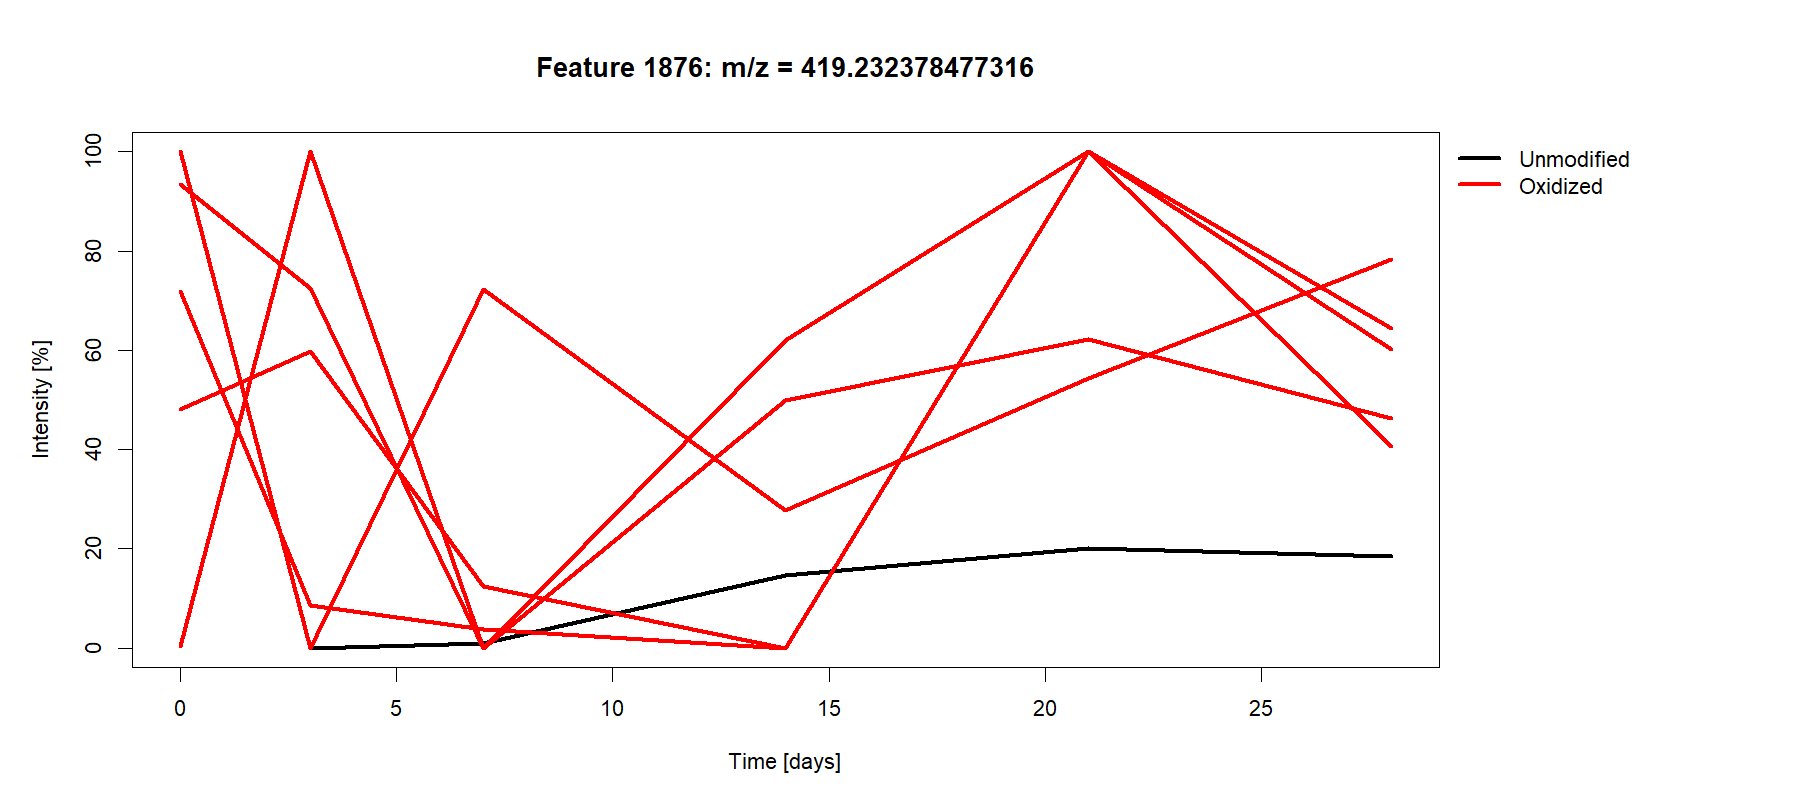 Feature 1876: m/z = 419.232378477316
Unmodified
Oxidized
Intensity [%]
100
80
60
40
20
0
0 5 10 15 20 25
Time [days]